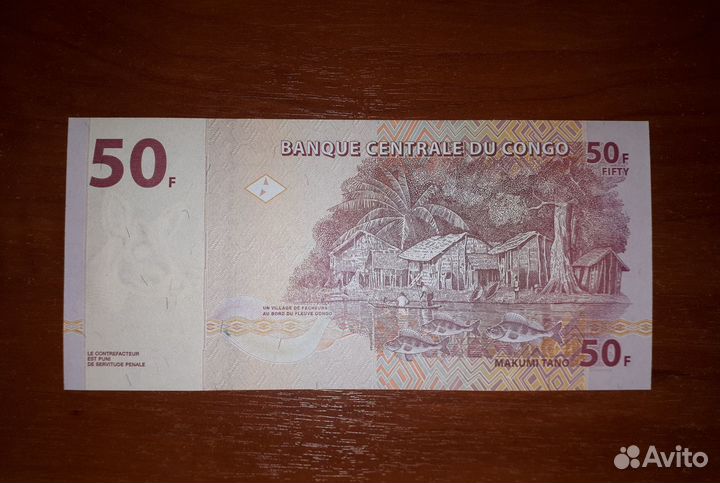 50F
BANQUE CENTRALE DU CONGO
50F
FIFTY
UN VILLAGE DE PÊCHEURS
AU BORD DU FLEUVE CONGO
LE CONTREFACTEUR
EST PUNI
DE SERVITUDE PENALE
MAKUMI TANO
50F
Avito